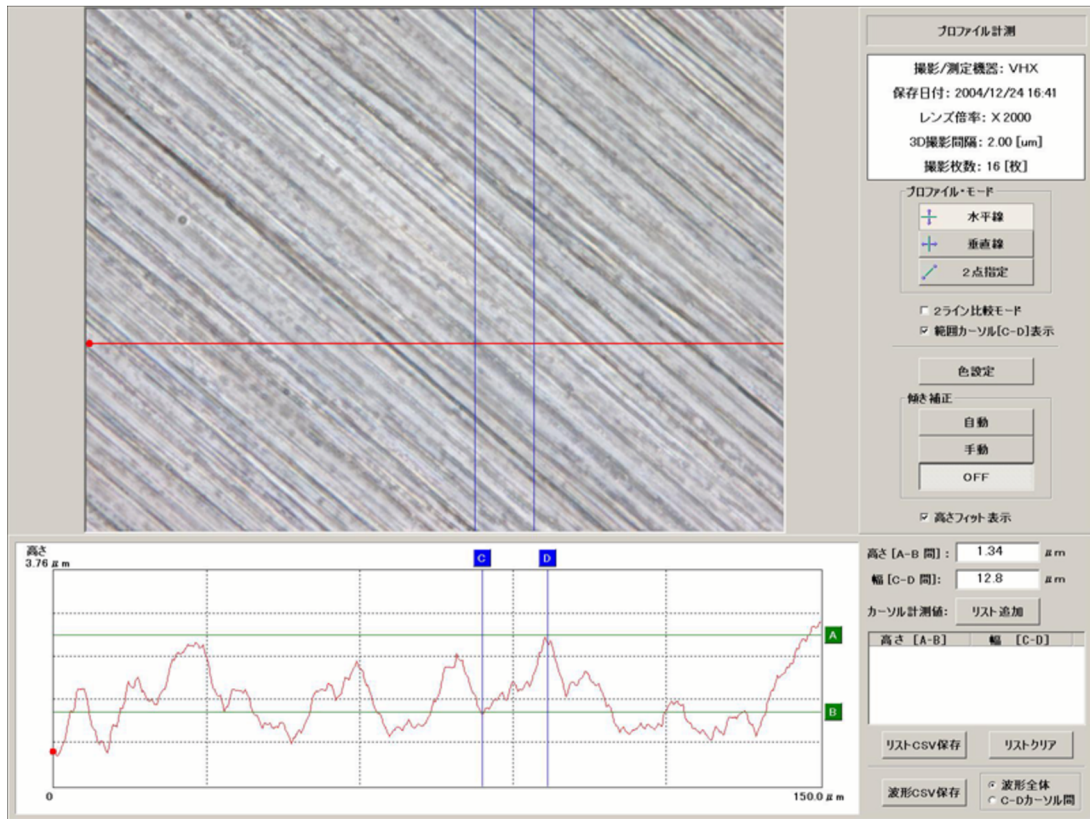 プロファイル計測
撮影/測定機器: VHX
保存日付: 2004/12/24 16:41
レンズ倍率: X 2000
3D撮影間隔: 2.00 [um]
撮影枚数: 16 [枚]
プロファイル・モード
水平線
垂直線
2点指定
2ライン比較モード
範囲カーソル[C-D]表示
色設定
傾き補正
自動
手動
OFF
高さフィット表示
高さ
3.76 μm
C
D
A
B
0
150.0 μm
高さ [A-B 間] : 1.34 μm
幅 [C-D 間]: 12.8 μm
カーソル計測値: リスト追加
高さ [A-B] 幅 [C-D]
リストCSV保存 リストクリア
波形CSV保存
波形全体
C-Dカーソル間